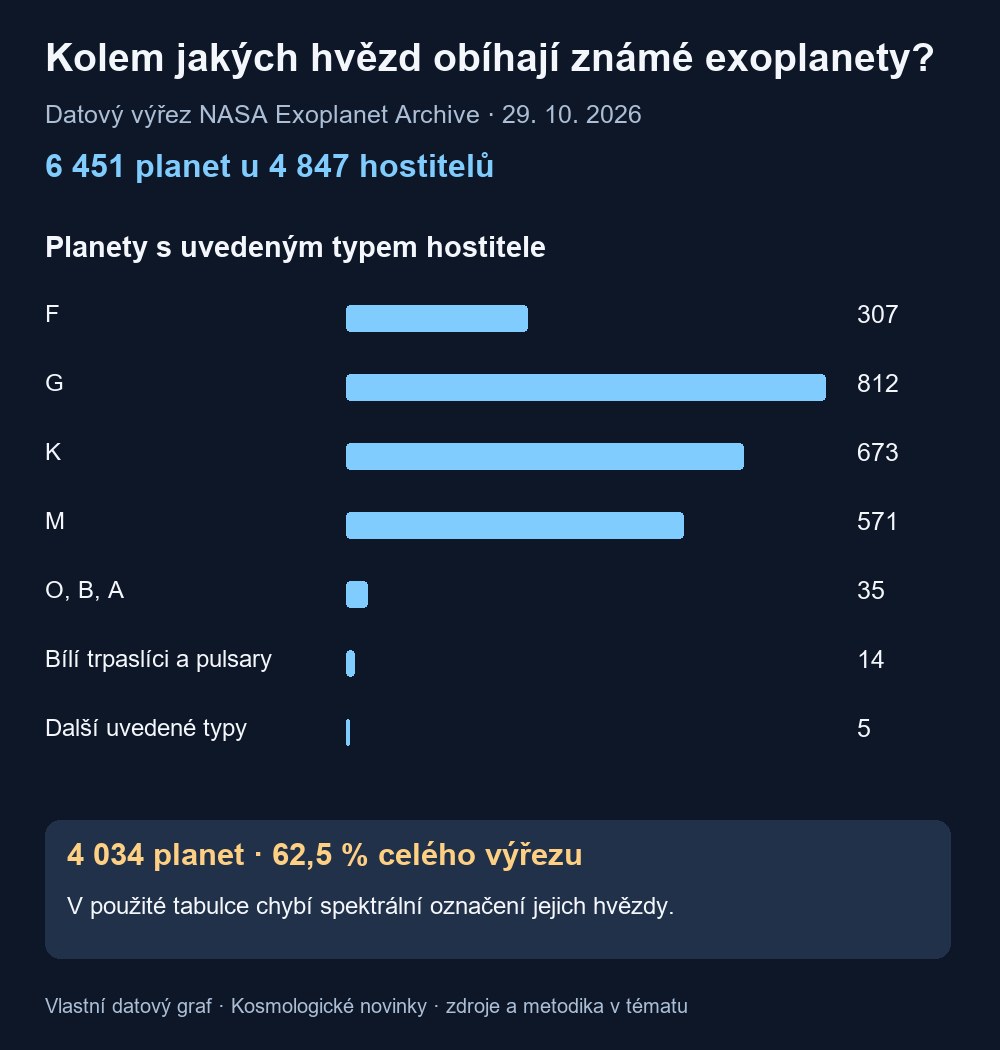 Kolem jakých hvězd obíhají známé exoplanety?
Datový výřez NASA Exoplanet Archive · 29. 10. 2026
6 451 planet u 4 847 hostitelů
Planety s uvedeným typem hostitele
F 307
G 812
K 673
M 571
O, B, A 35
Bílí trpaslíci a pulsary 14
Další uvedené typy 5
4 034 planet · 62,5 % celého výřezu
V použité tabulce chybí spektrální označení jejich hvězdy.
Vlastní datový graf · Kosmologické novinky · zdroje a metodika v tématu